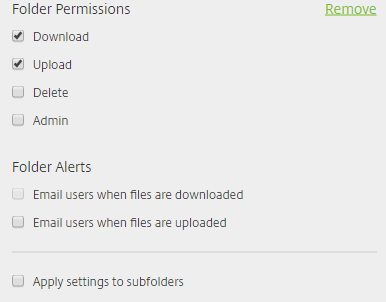 Folder Permissions Remove
Download
Upload
Delete
Admin
Folder Alerts
Email users when files are downloaded
Email users when files are uploaded
Apply settings to subfolders